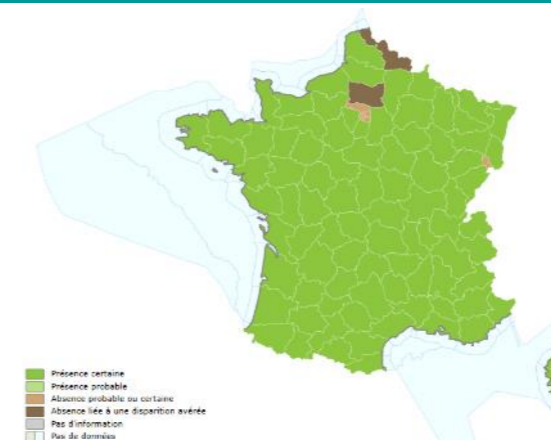 Présence certaine
Présence probable
Absence probable ou certaine
Absence liée à une disparition avérée
Pas d'information
Pas de données